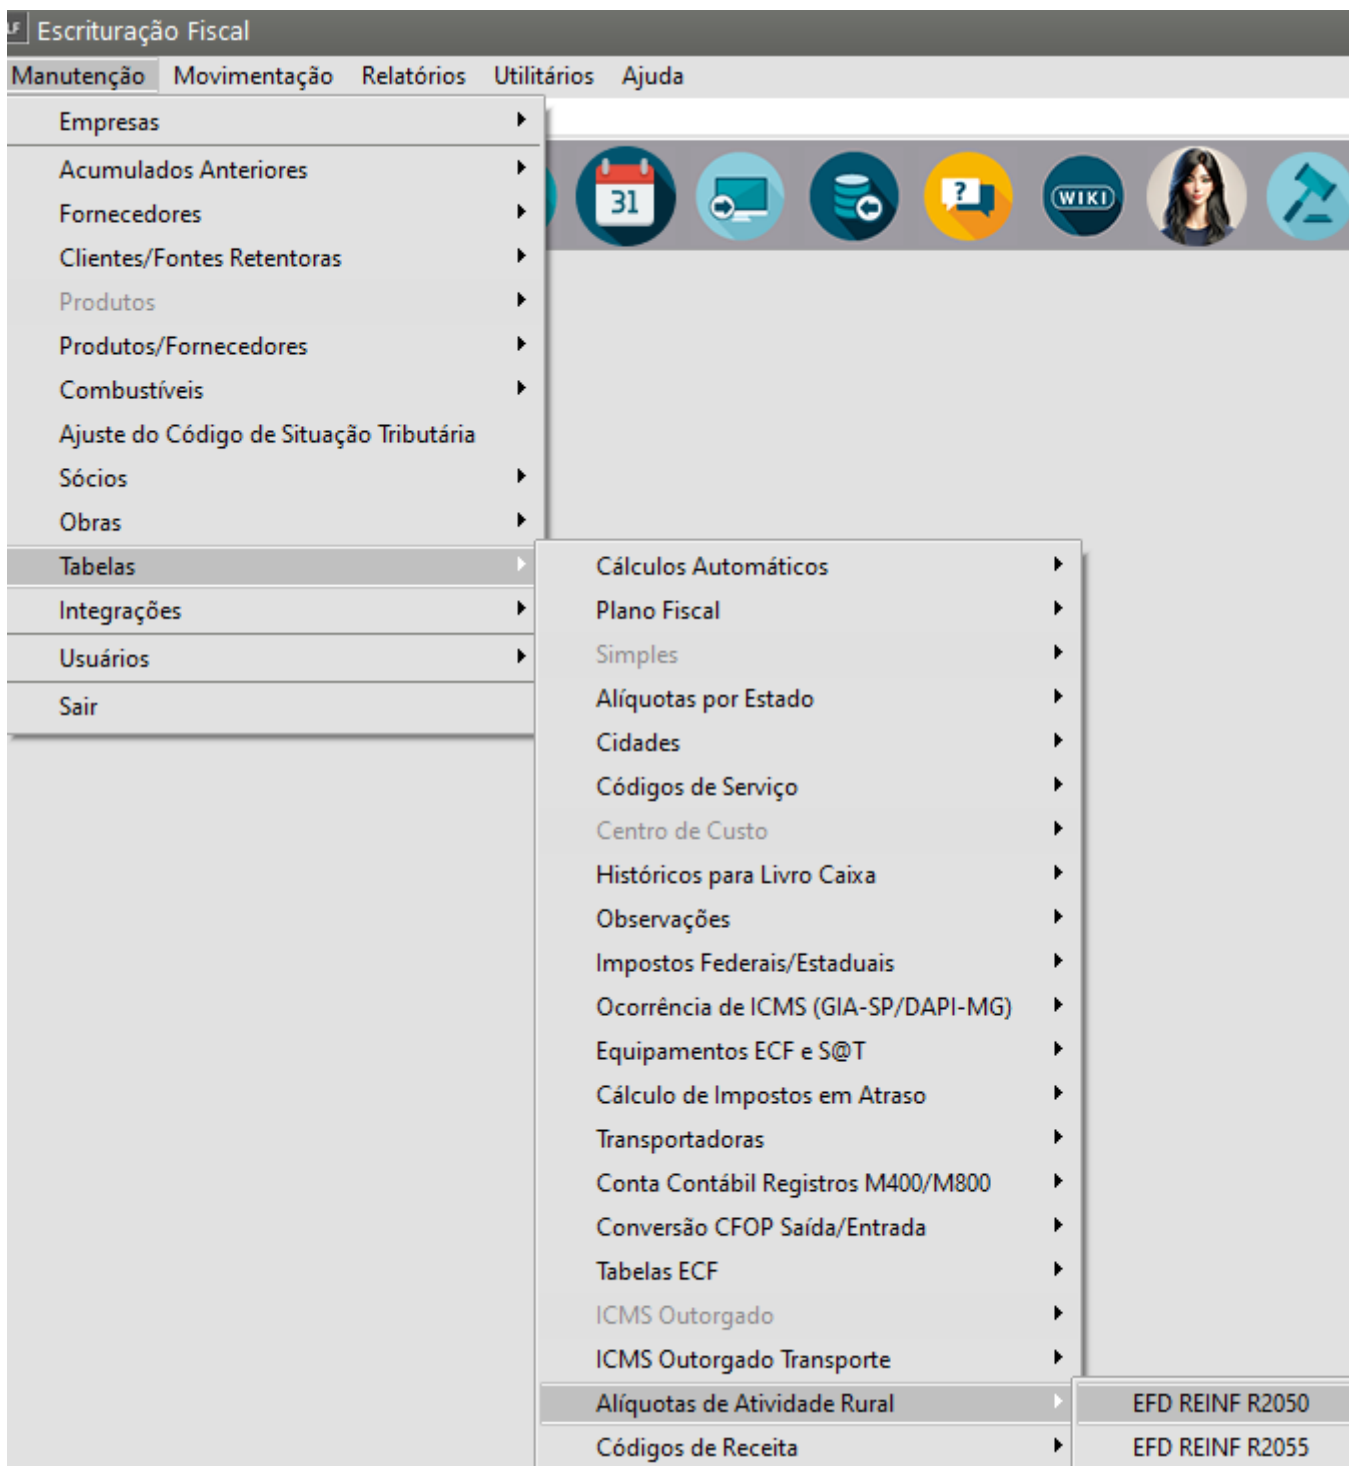 LF Escrituração Fiscal
Manutenção Movimentação Relatórios Utilitários Ajuda
Empresas
Acumulados Anteriores
Fornecedores
Clientes/Fontes Retentoras
Produtos
Produtos/Fornecedores
Combustíveis
Ajuste do Código de Situação Tributária
Sócios
Obras
Tabelas
Integrações
Usuários
Sair
31
?
WIKI
Cálculos Automáticos
Plano Fiscal
Simples
Alíquotas por Estado
Cidades
Códigos de Serviço
Centro de Custo
Históricos para Livro Caixa
Observações
Impostos Federais/Estaduais
Ocorrência de ICMS (GIA-SP/DAPI-MG)
Equipamentos ECF e S@T
Cálculo de Impostos em Atraso
Transportadoras
Conta Contábil Registros M400/M800
Conversão CFOP Saída/Entrada
Tabelas ECF
ICMS Outorgado
ICMS Outorgado Transporte
Alíquotas de Atividade Rural
Códigos de Receita
EFD REINF R2050
EFD REINF R2055